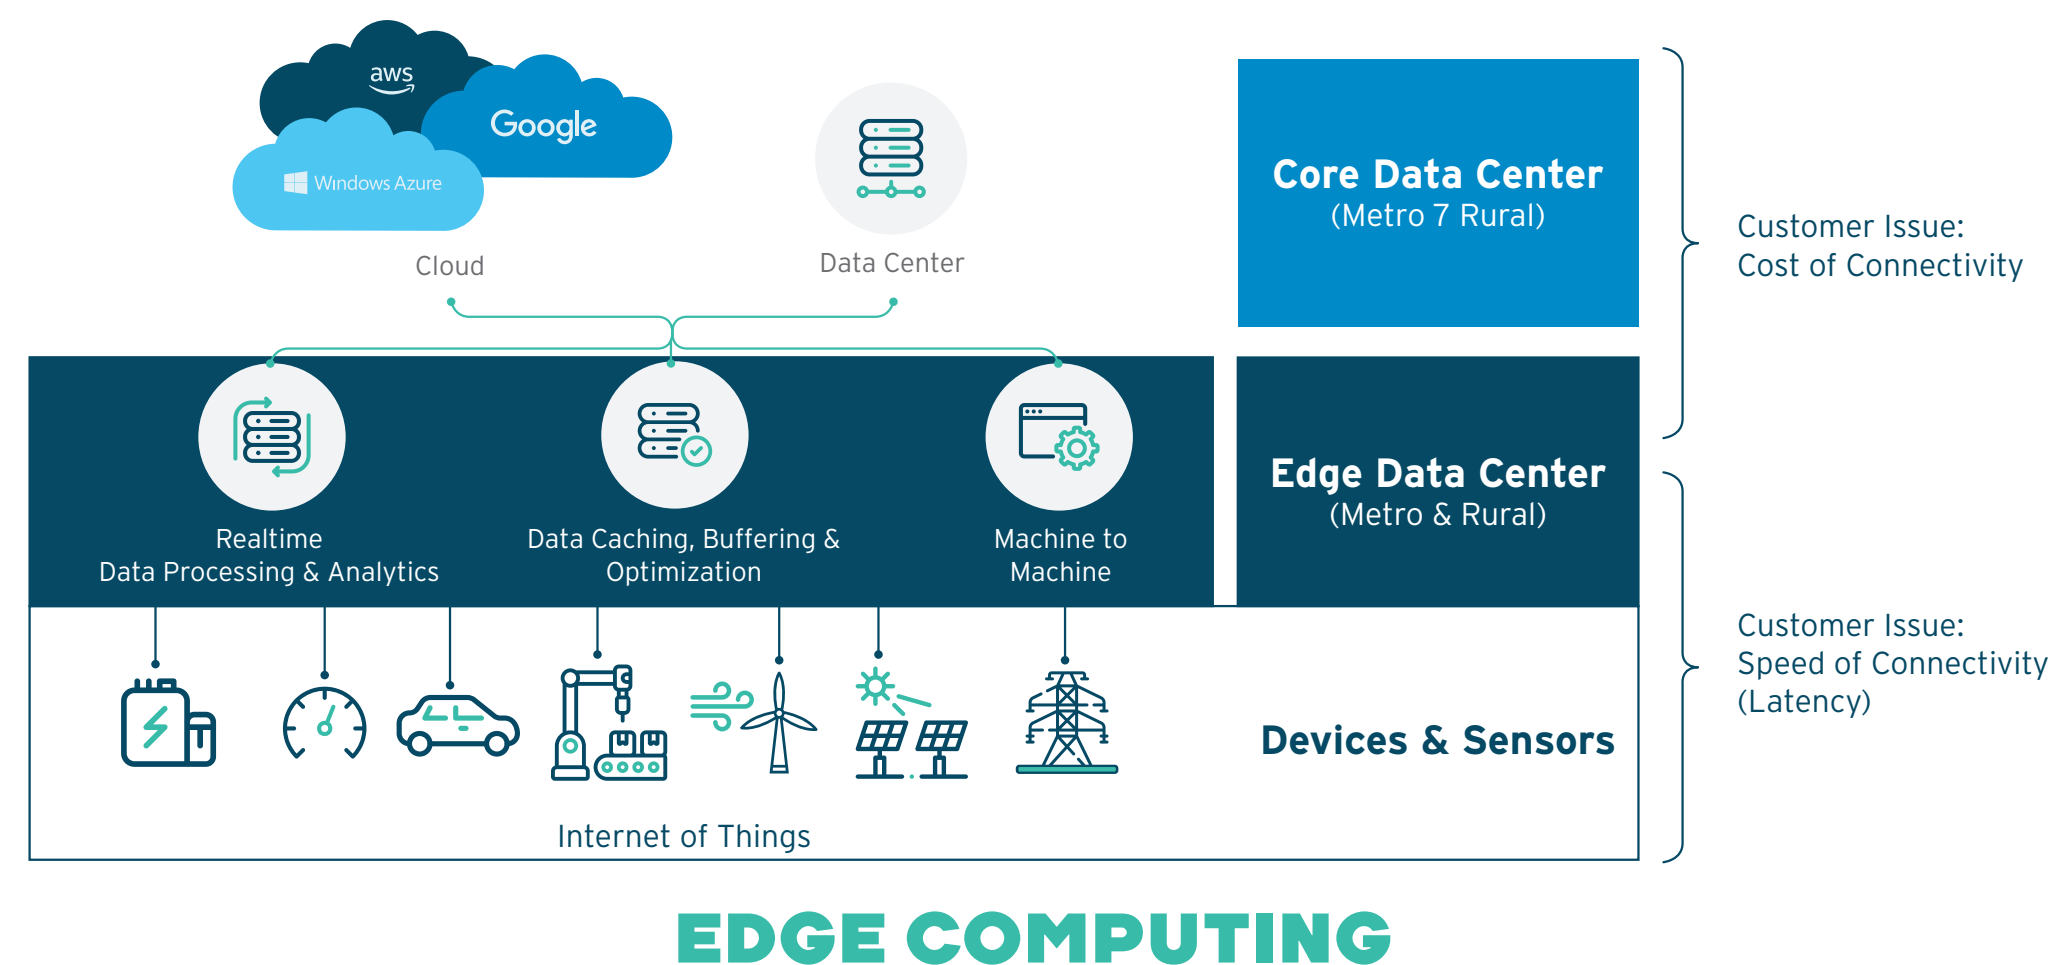 aws
Google
Windows Azure
Cloud
Data Center
Core Data Center
(Metro 7 Rural)
Customer Issue:
Cost of Connectivity
Realtime
Data Processing & Analytics
Data Caching, Buffering &
Optimization
Machine to
Machine
Edge Data Center
(Metro & Rural)
Customer Issue:
Speed of Connectivity
(Latency)
Devices & Sensors
Internet of Things
EDGE COMPUTING